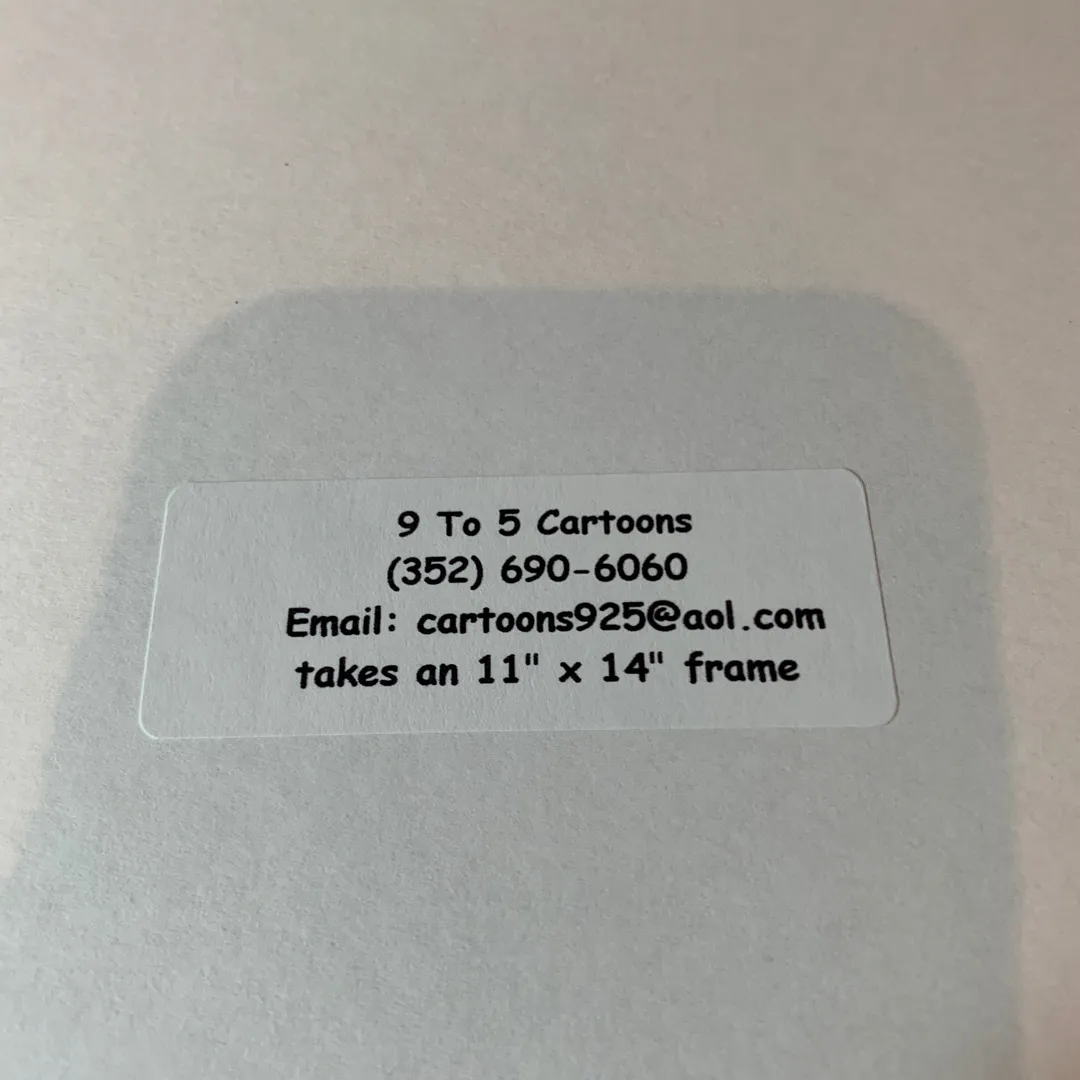 9 To 5 Cartoons
(352) 690-6060
Email: cartoons925@aol.com
takes an 11" x 14" frame